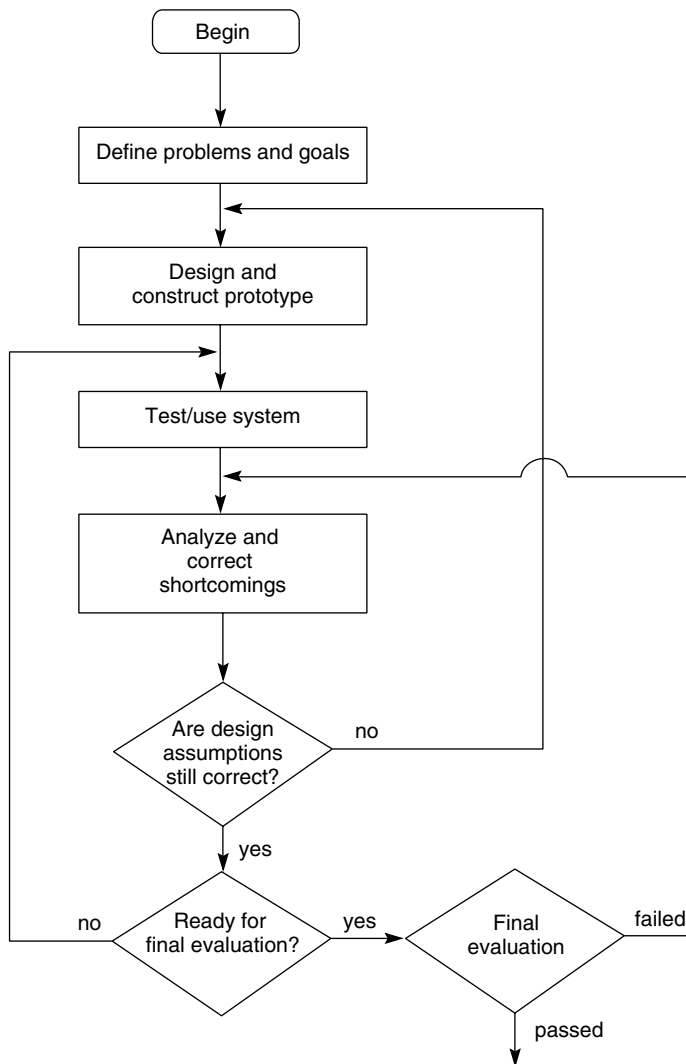 Begin
Define problems and goals
Design and
construct prototype
Test/use system
Analyze and
correct
shortcomings
Are design
assumptions
still correct?
no
yes
no
Ready for
final evaluation?
yes
Final
evaluation
failed
passed